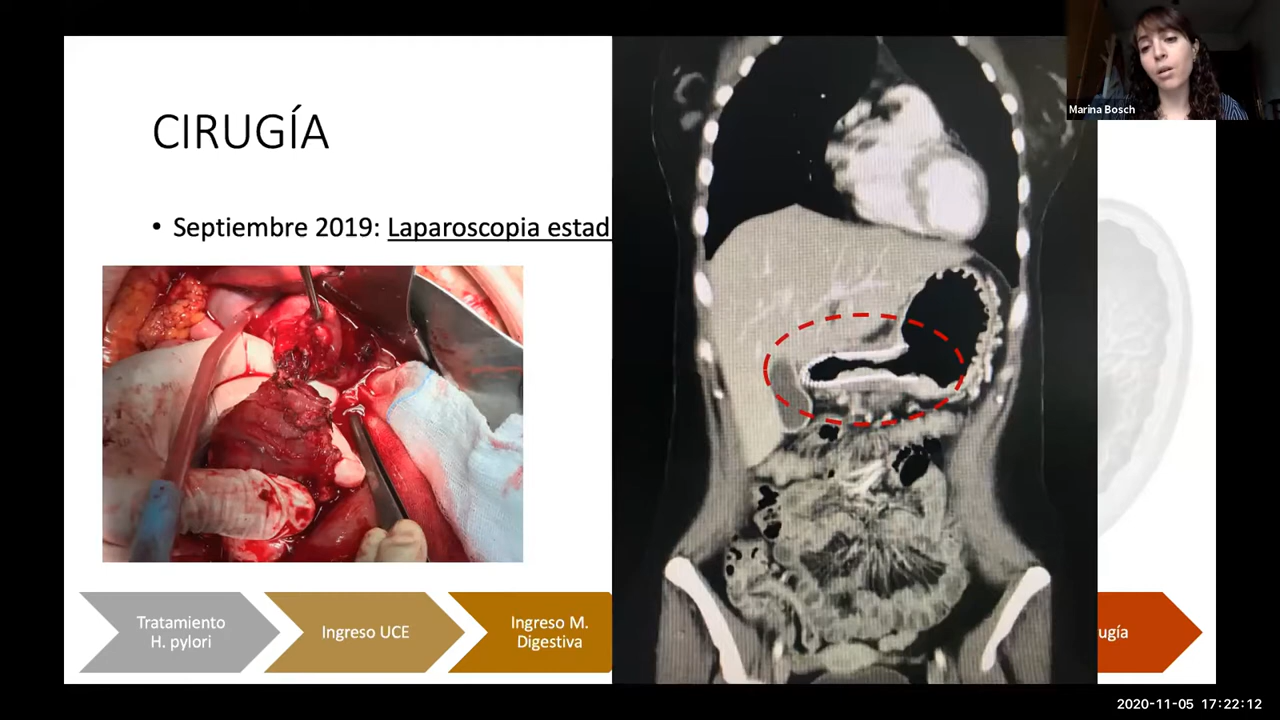 Marina Bosch
CIRUGÍA
• Septiembre 2019: Laparoscopia estad
Tratamiento
H. pylori
Ingreso UCE
Ingreso M.
Digestiva
ugía
2020-11-05 17:22:12